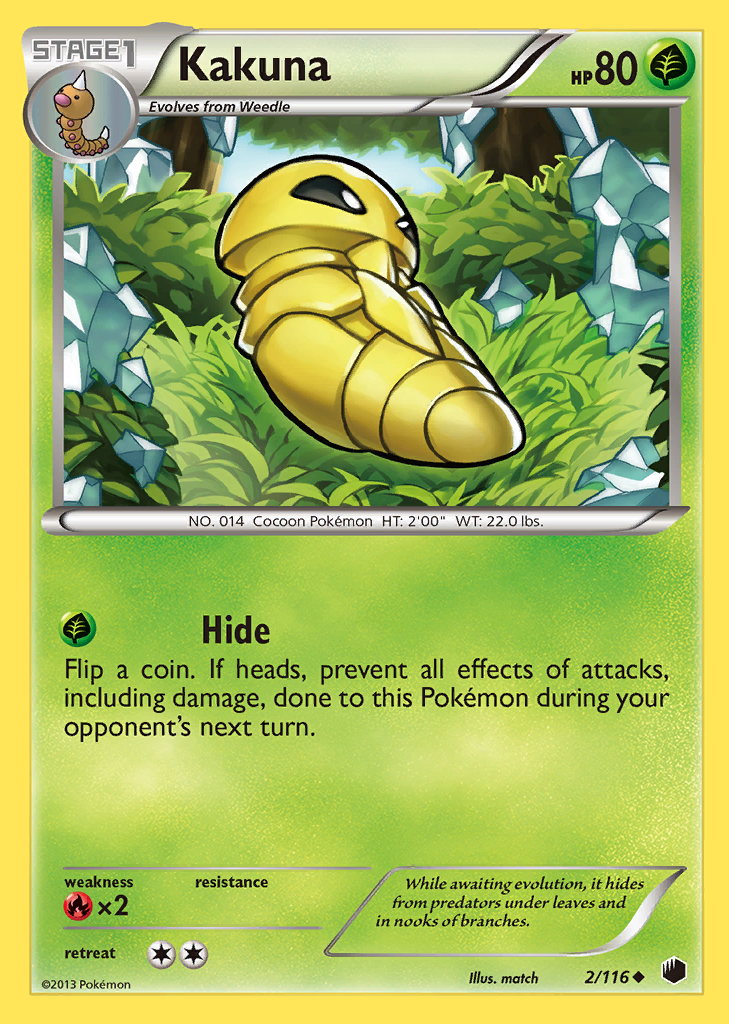 STAGE1
Kakuna
HP80
Evolves from Weedle
NO. 014 Cocoon Pokémon HT: 2'00" WT: 22.0 lbs.
Hide
Flip a coin. If heads, prevent all effects of attacks,
including damage, done to this Pokémon during your
opponent's next turn.
weakness
resistance
×2
While awaiting evolution, it hides
from predators under leaves and
in nooks of branches.
retreat
©2013 Pokémon
Illus. match
2/116